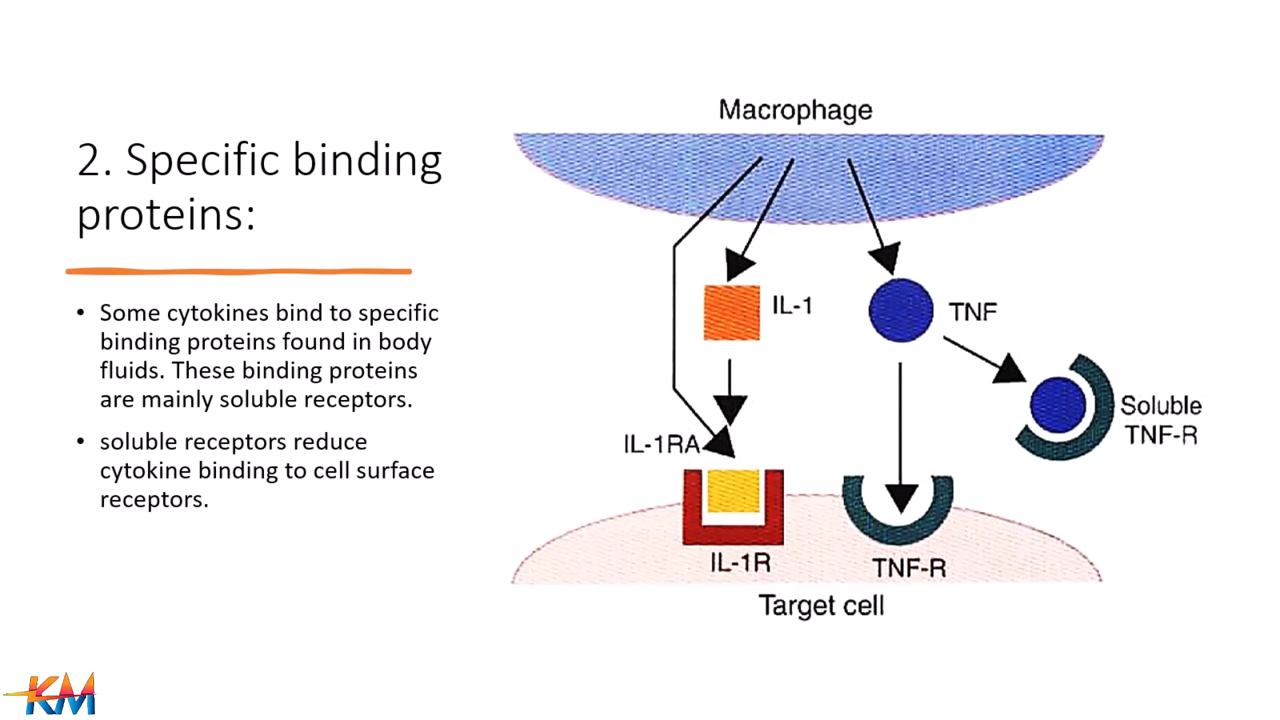 2. Specific binding
proteins:
• Some cytokines bind to specific
binding proteins found in body
fluids. These binding proteins
are mainly soluble receptors.
• soluble receptors reduce
cytokine binding to cell surface
receptors.
Macrophage
IL-1
TNF
Soluble
TNF-R
IL-1RA
IL-1R
TNF-R
Target cell
KM